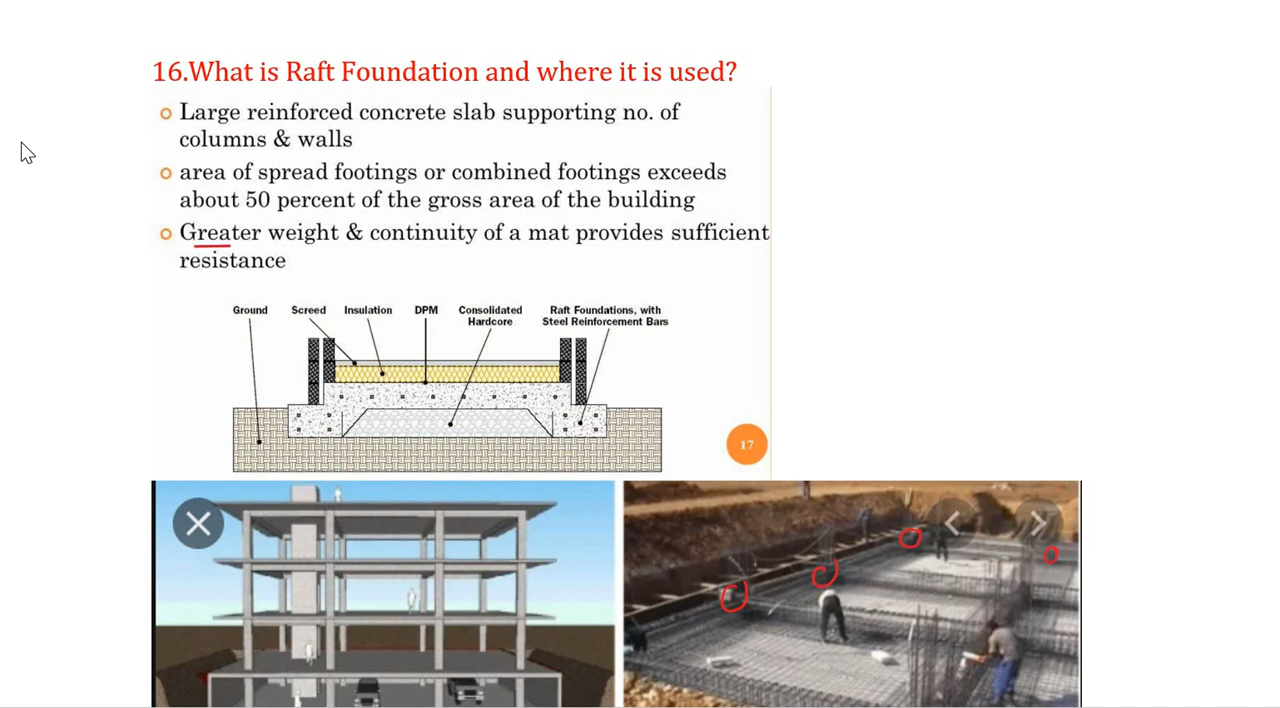 16.What is Raft Foundation and where it is used?
Large reinforced concrete slab supporting no. of
columns & walls
area of spread footings or combined footings exceeds
about 50 percent of the gross area of the building
Greater weight & continuity of a mat provides sufficient
resistance
Ground
Screed
Insulation
DPM
Consolidated
Hardcore
Raft Foundations, with
Steel Reinforcement Bars
17